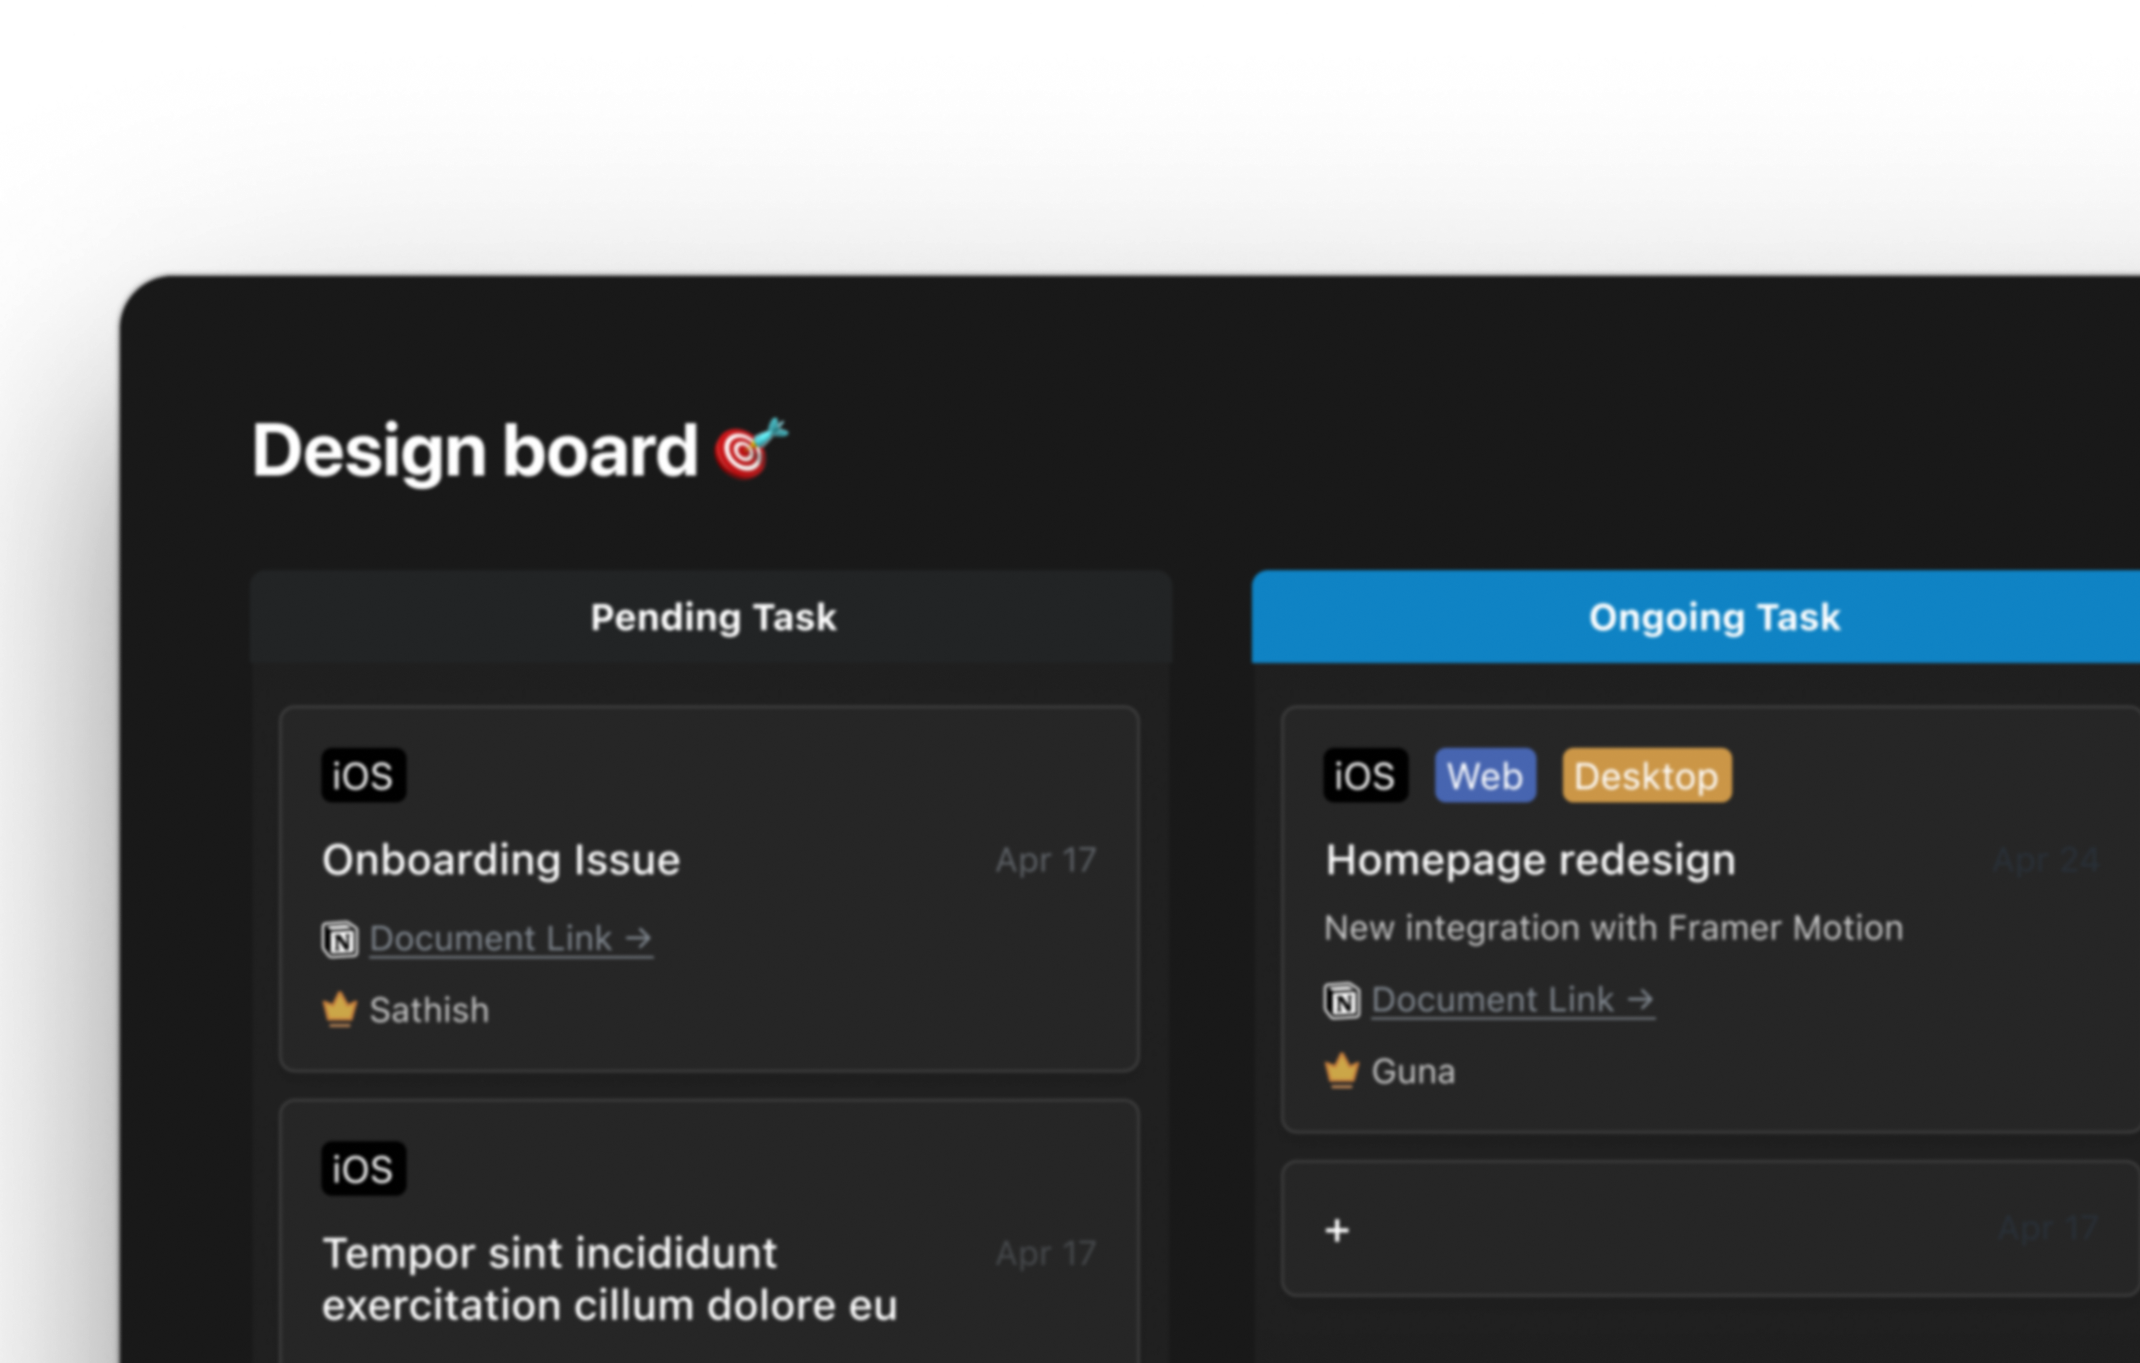 Design board 🎯
Pending Task
iOS
Onboarding Issue
Apr 17
Document Link →
Sathish
iOS
Tempor sint incididunt
exercitation cillum dolore eu
Apr 17
Ongoing Task
iOS Web Desktop
Homepage redesign
Apr 24
New integration with Framer Motion
Document Link →
Guna
+
Apr 17